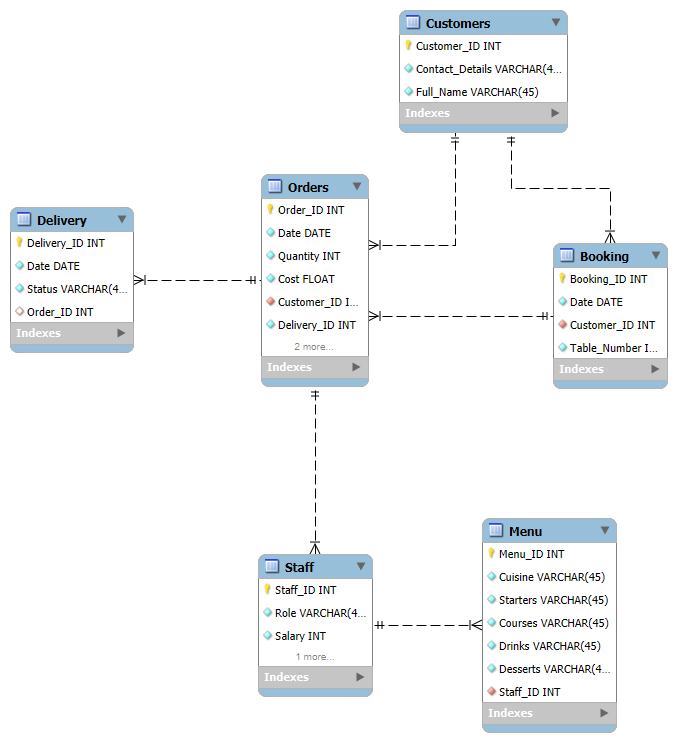 Customers
Customer_ID INT
Contact_Details VARCHAR(4...
Full_Name VARCHAR(45)
Indexes
Orders
Order_ID INT
Date DATE
Quantity INT
Cost FLOAT
Customer_ID I...
Delivery_ID INT
2 more...
Indexes
Delivery
Delivery_ID INT
Date DATE
Status VARCHAR(4...
Order_ID INT
Indexes
Booking
Booking_ID INT
Date DATE
Customer_ID INT
Table_Number I...
Indexes
Staff
Staff_ID INT
Role VARCHAR(4...
Salary INT
1 more...
Indexes
Menu
Menu_ID INT
Cuisine VARCHAR(45)
Starters VARCHAR(45)
Courses VARCHAR(45)
Drinks VARCHAR(45)
Desserts VARCHAR(4...
Staff_ID INT
Indexes